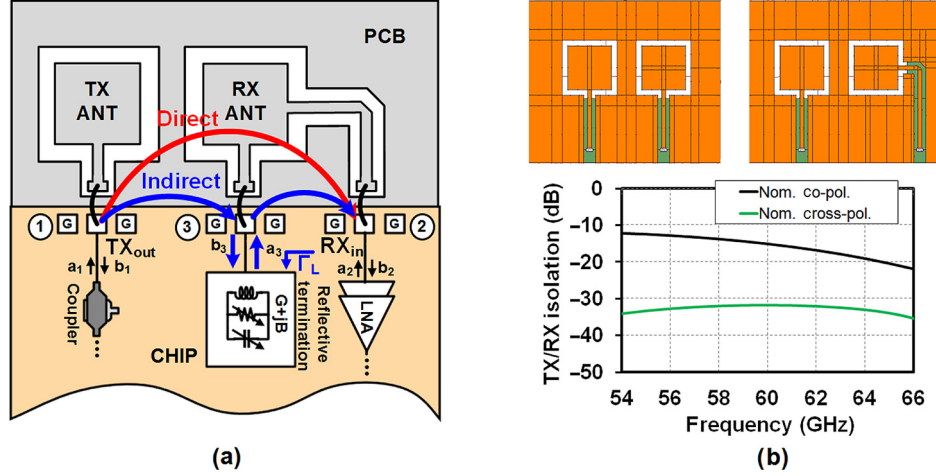 PCB
TX
ANT
RX
ANT
Direct
Indirect
1
G
G
TXout
3
G
G
RXin
G
G
2
a1
b1
b3
a3
ΓL
a2
b2
Coupler
G+jB
Reflective
termination
LNA
CHIP
(a)
Nom. co-pol.
Nom. cross-pol.
TX/RX isolation (dB)
0
−10
−20
−30
−40
−50
54
56
58
60
62
64
66
Frequency (GHz)
(b)